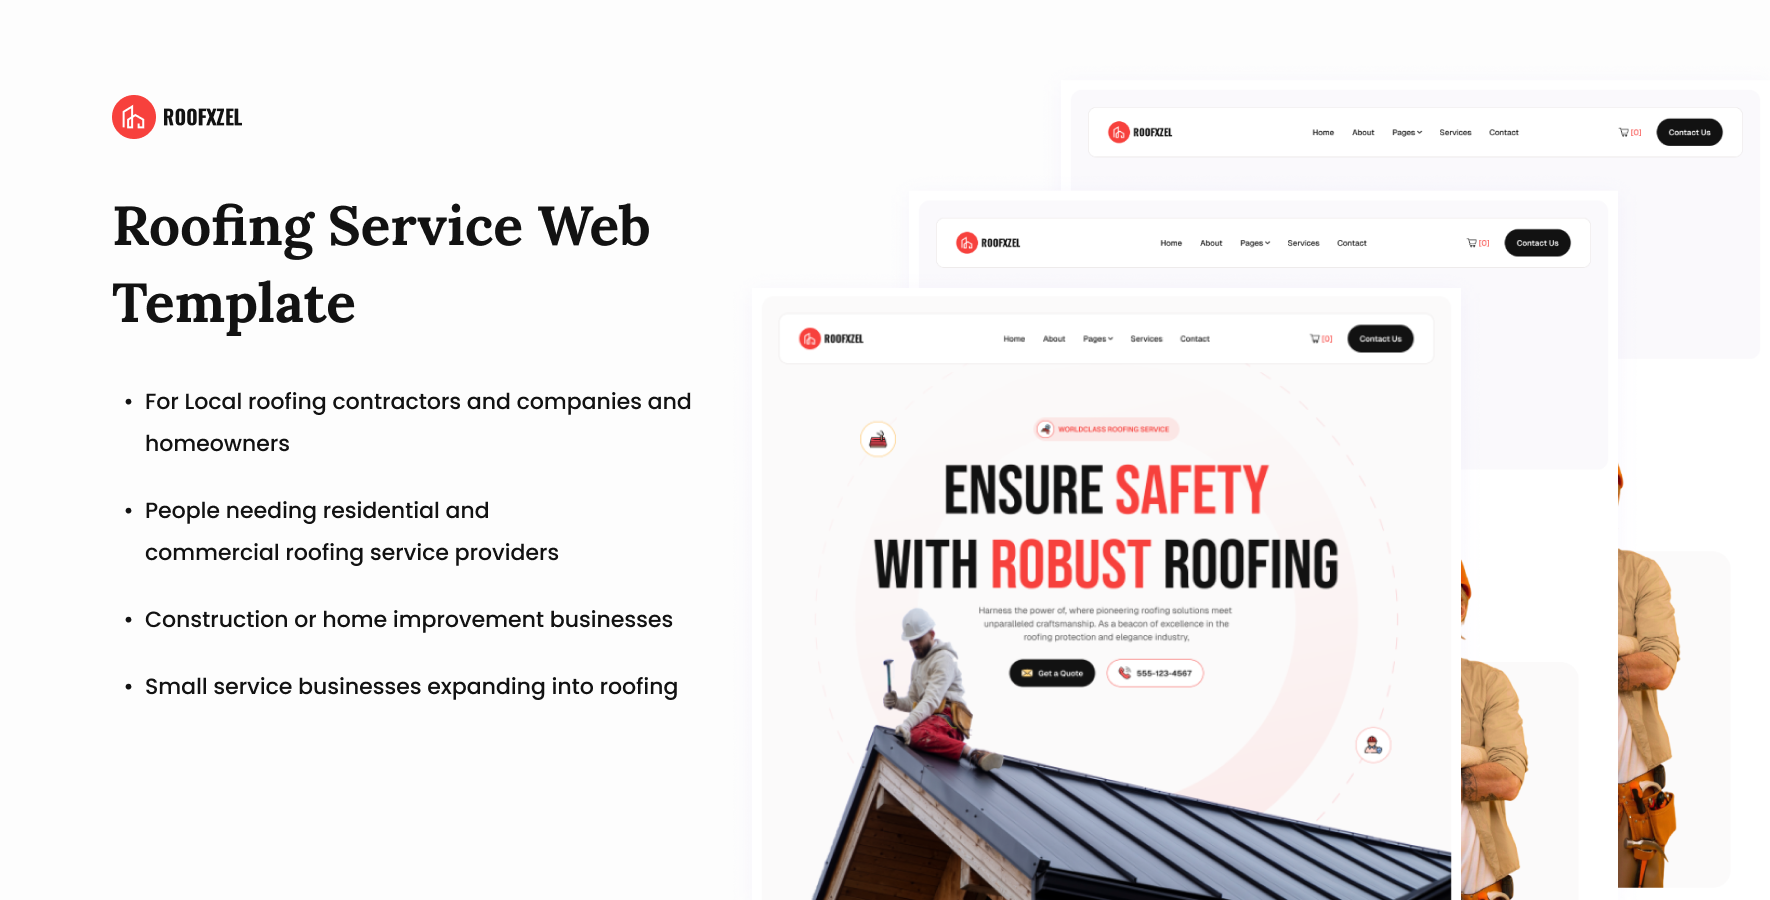 ROOFXZEL
Roofing Service Web
Template
• For Local roofing contractors and companies and
homeowners
• People needing residential and
commercial roofing service providers
• Construction or home improvement businesses
• Small service businesses expanding into roofing
ROOFXZEL Home About Pages Services Contact [0] Contact Us
ROOFXZEL Home About Pages Services Contact [0] Contact Us
ROOFXZEL Home About Pages Services Contact [0] Contact Us
WORLDCLASS ROOFING SERVICE
ENSURE SAFETY
WITH ROBUST ROOFING
Harness the power of, where pioneering roofing solutions meet
unparalleled craftsmanship. As a beacon of excellence in the
roofing protection and elegance industry,
Get a Quote 555-123-4567